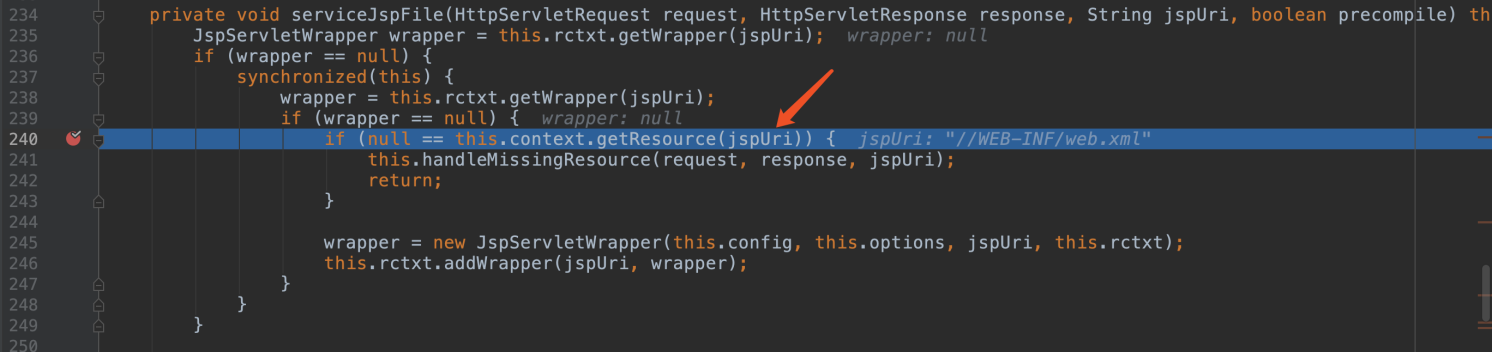 234 private void serviceJspFile(HttpServletRequest request, HttpServletResponse response, String jspUri, boolean precompile) th
235 JspServletWrapper wrapper = this.rctxt.getWrapper(jspUri); wrapper: null
236 if (wrapper == null) {
237 synchronized(this) {
238 wrapper = this.rctxt.getWrapper(jspUri);
239 if (wrapper == null) { wrapper: null
240 if (null == this.context.getResource(jspUri)) { jspUri: "//WEB-INF/web.xml"
241 this.handleMissingResource(request, response, jspUri);
242 return;
243 }
244
245 wrapper = new JspServletWrapper(this.config, this.options, jspUri, this.rctxt);
246 this.rctxt.addWrapper(jspUri, wrapper);
247 }
248 }
249 }
250